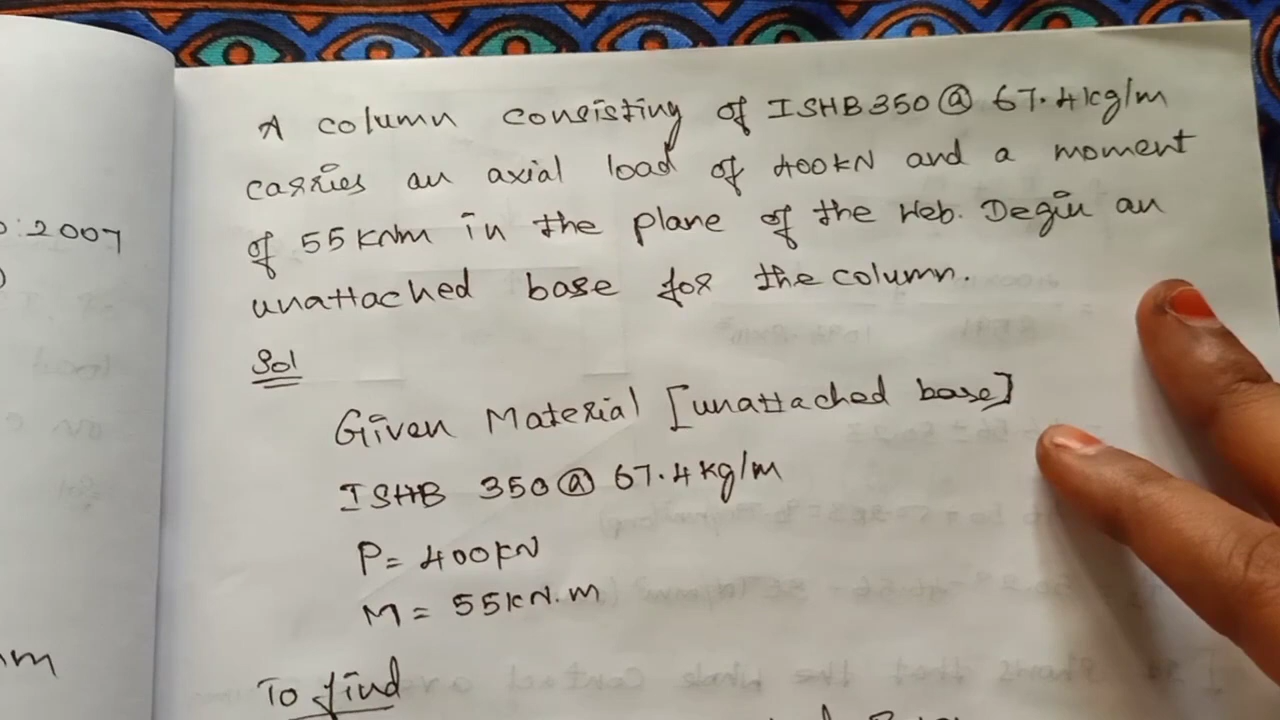 A column consisting of ISHB350@ 67.4kg/m
carries an axial load of 400kN and a moment
of 55KNm in the plane of the Web. Degin an
unattached base for the column.
Sol
Given Material [unattached base]
ISHB 350@ 67.4kg/m
P= 400kN
M = 55kN.m
To find
:2007
m